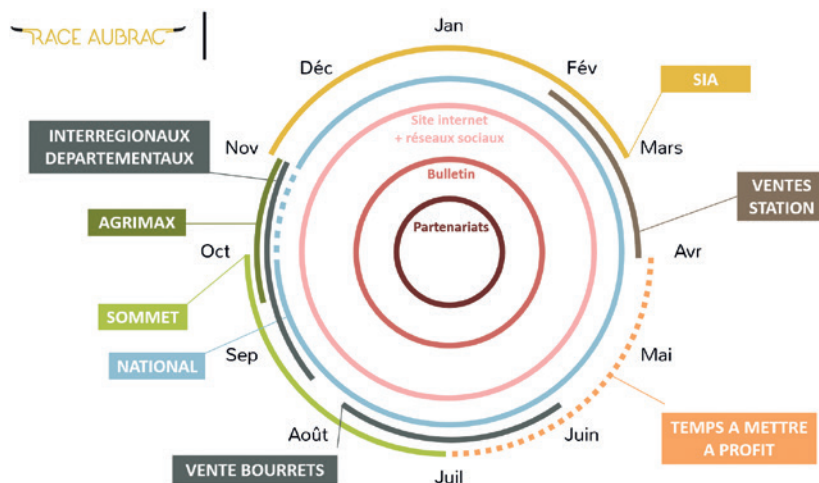 RACE AUBRAC
Jan
Déc
Fév
SIA
Site internet
+ réseaux sociaux
INTERREGIONAUX
DEPARTEMENTAUX
Nov
Mars
Bulletin
VENTES
STATION
AGRIMAX
Partenariats
Oct
Avr
SOMMET
Sep
Mai
NATIONAL
TEMPS A METTRE
A PROFIT
Août
Juin
VENTE BOURRETS
Juil